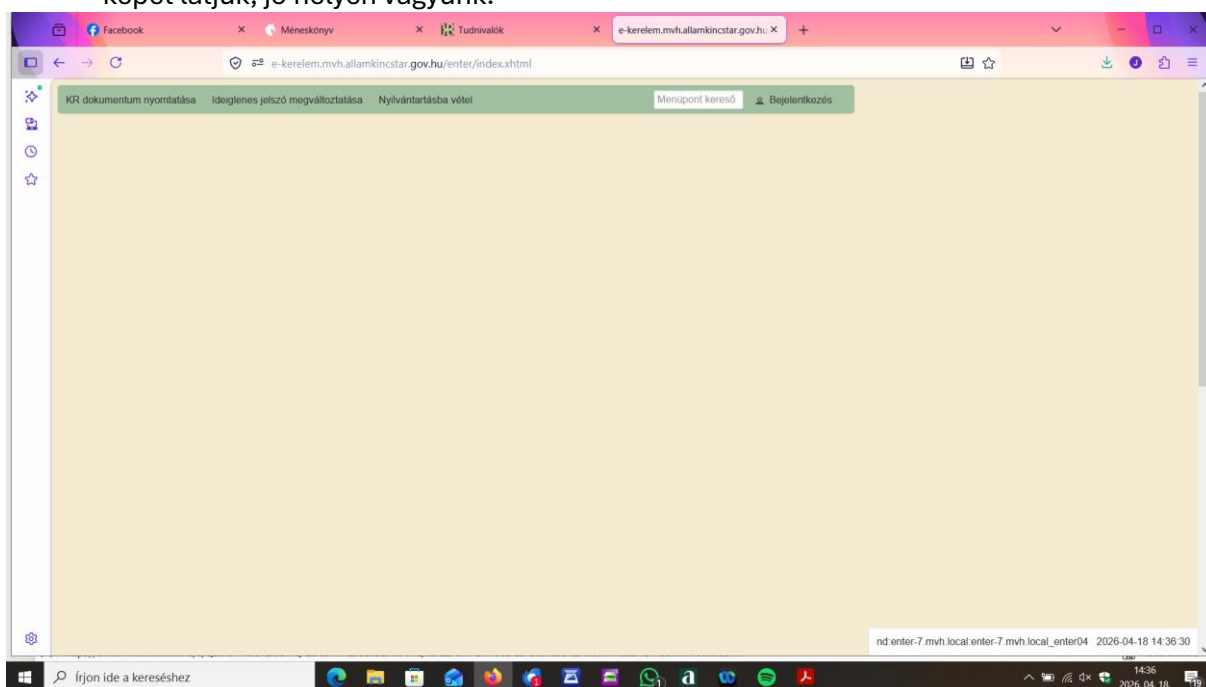 képet látjuk, jó helyen vagyunk.
Facebook
Méneskönyv
Tudnivalók
e-kerelem.mvh.allamkincstar.gov.hu
e-kerelem.mvh.allamkincstar.gov.hu/enter/index.xhtml
KR dokumentum nyomtatása Ideiglenes jelszó megváltoztatása Nyilvántartásba vétel Menüpont kereső Bejelentkezés
nd:enter-7.mvh.local:enter-7.mvh.local_enter04 2026-04-18 14:36:30
Írjon ide a kereséshez
14:36
2026. 04. 18.
19